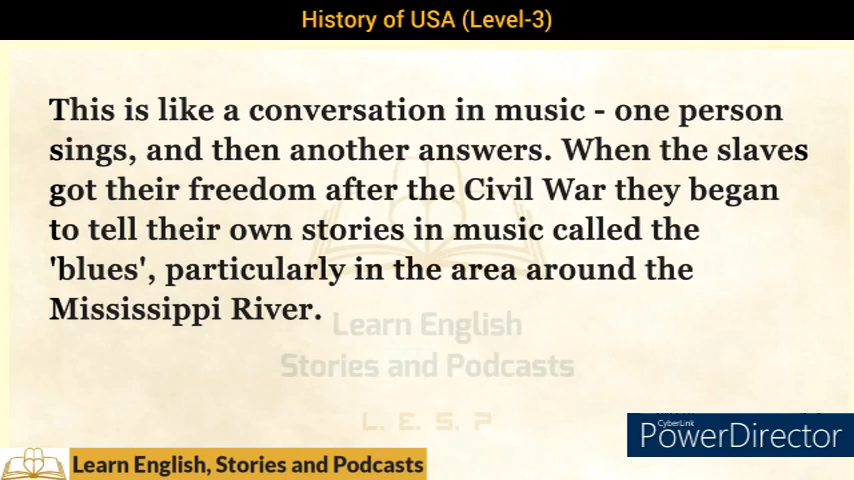 History of USA (Level-3)
This is like a conversation in music - one person
sings, and then another answers. When the slaves
got their freedom after the Civil War they began
to tell their own stories in music called the
'blues', particularly in the area around the
Mississippi River.
Learn English
Stories and Podcasts
L. E. S. P
CyberLink
PowerDirector
Learn English, Stories and Podcasts